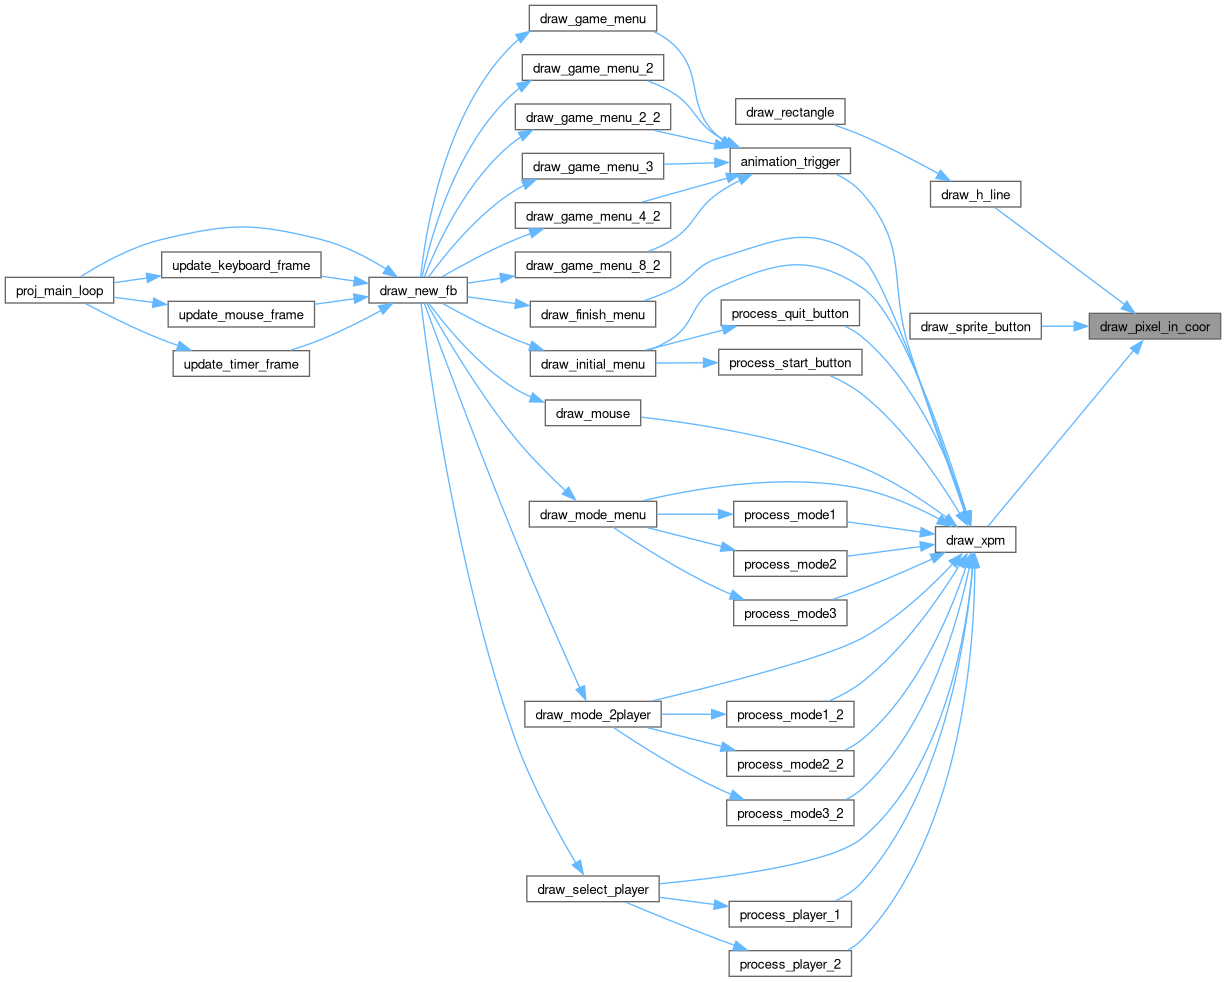 draw_game_menu
draw_game_menu_2
draw_game_menu_2_2
draw_game_menu_3
draw_game_menu_4_2
draw_game_menu_8_2
draw_rectangle
animation_trigger
draw_h_line
proj_main_loop
update_keyboard_frame
update_mouse_frame
update_timer_frame
draw_new_fb
draw_finish_menu
draw_initial_menu
process_quit_button
process_start_button
draw_sprite_button
draw_pixel_in_coor
draw_mouse
draw_mode_menu
process_mode1
process_mode2
process_mode3
draw_xpm
draw_mode_2player
process_mode1_2
process_mode2_2
process_mode3_2
draw_select_player
process_player_1
process_player_2